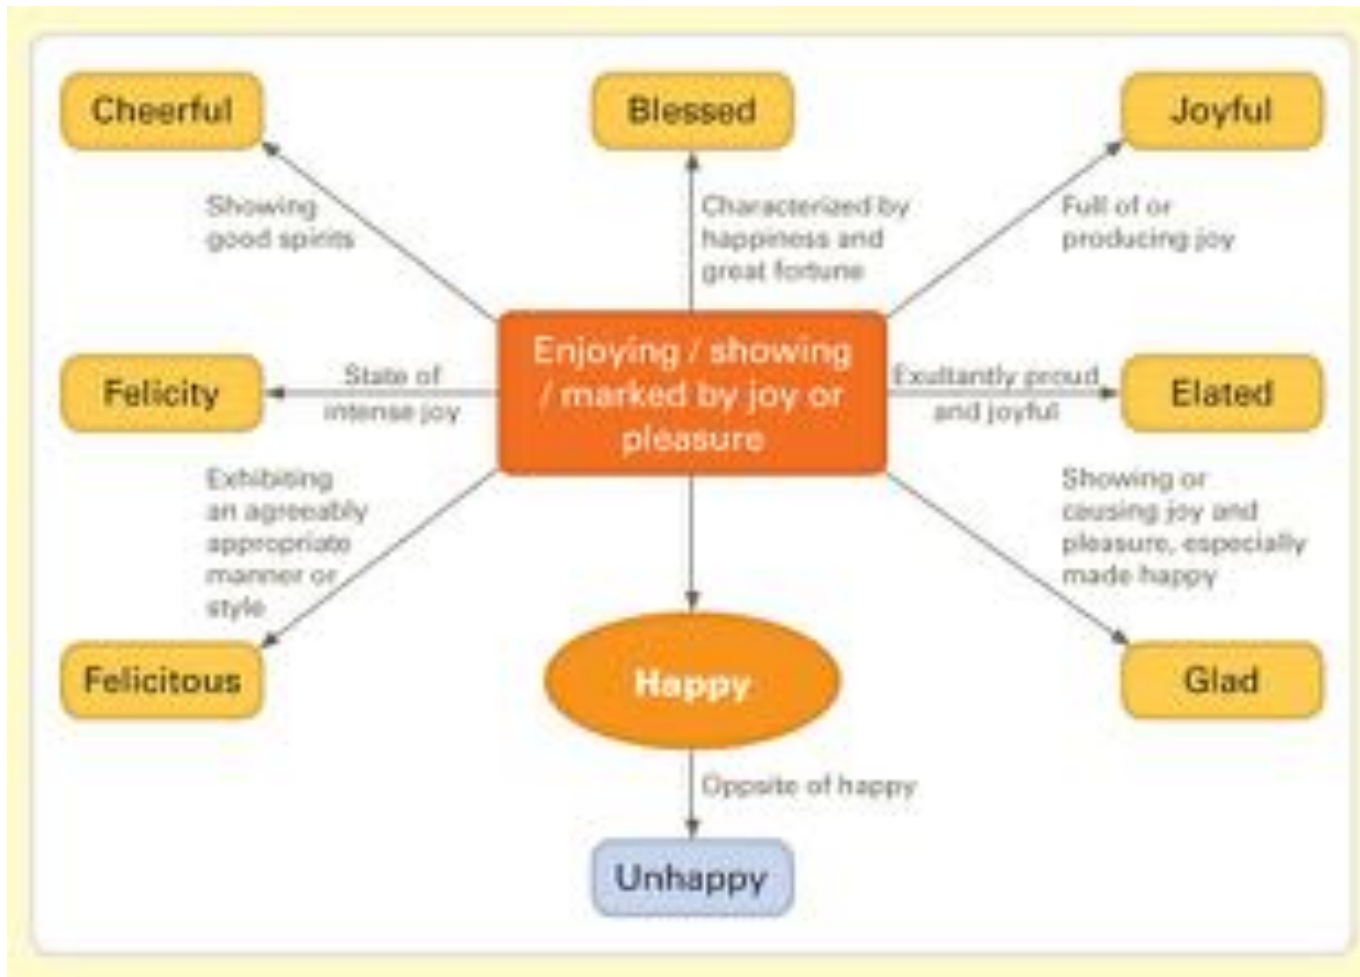 Cheerful
Blessed
Joyful
Showing
good spirits
Characterized by
happiness and
great fortune
Full of or
producing joy
Enjoying / showing
/ marked by joy or
pleasure
Felicity
State of
intense joy
Exultantly proud
and joyful
Elated
Exhibiting
an agreeably
appropriate
manner or
style
Showing or
causing joy and
pleasure, especially
made happy
Felicitous
Happy
Glad
Oppsite of happy
Unhappy